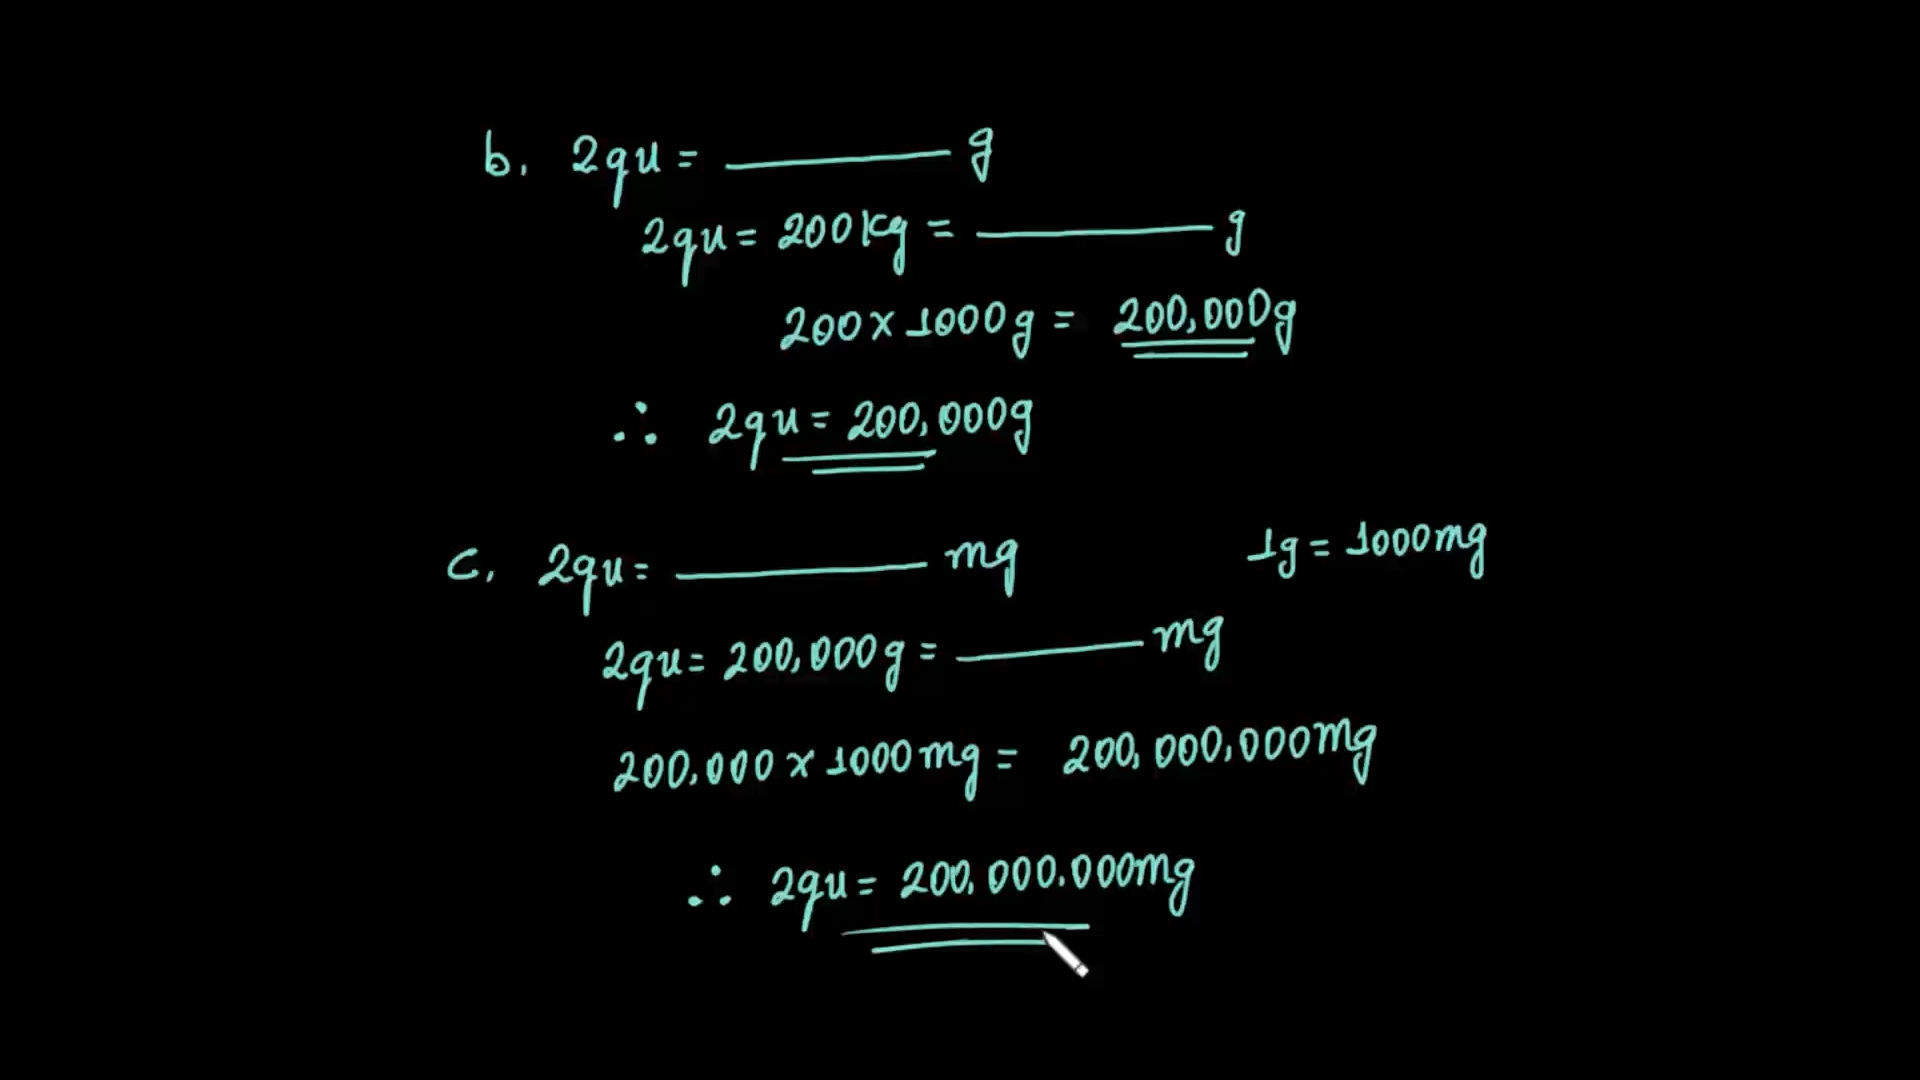 b. 2qu = ________ g
2qu = 200kg = ________ g
200 x 1000g = 200,000g
∴ 2qu = 200,000g
c. 2qu = ________ mg 1g = 1000mg
2qu = 200,000g = ________ mg
200,000 x 1000mg = 200,000,000mg
∴ 2qu = 200,000.000mg